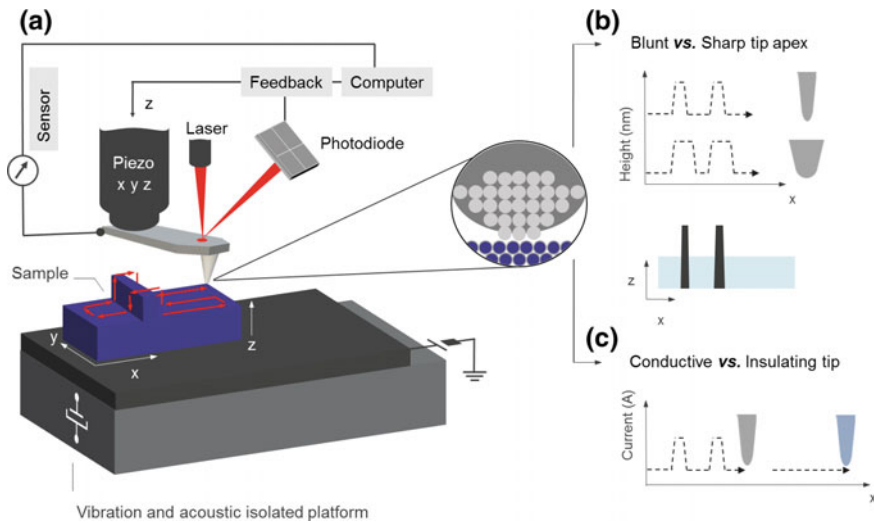 (a)
Sensor
z
Feedback
Computer
Laser
Photodiode
Piezo
x y z
Sample
y
x
z
Vibration and acoustic isolated platform
(b)
Blunt vs. Sharp tip apex
Height (nm)
x
z
x
(c)
Conductive vs. Insulating tip
Current (A)
x